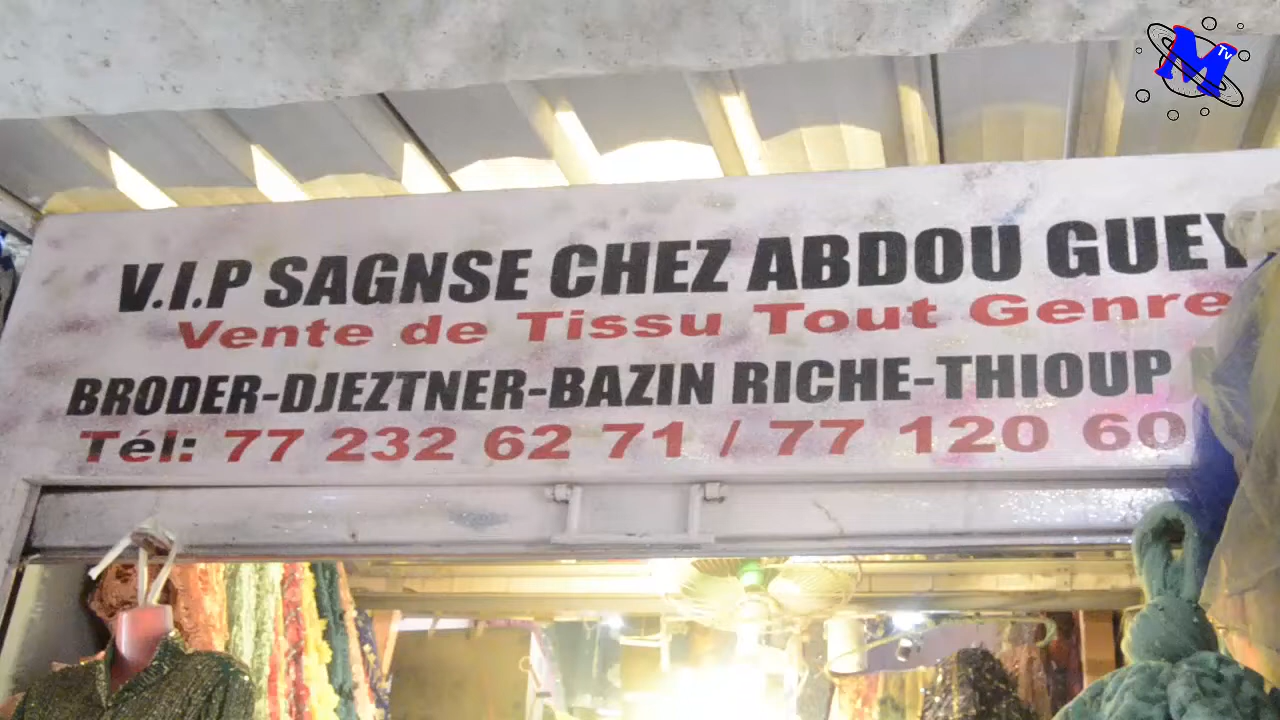 M Tv
V.I.P SAGNSE CHEZ ABDOU GUEY
Vente de Tissu Tout Genre
BRODER-DJEZTNER-BAZIN RICHE-THIOUP
Tél: 77 232 62 71 / 77 120 60